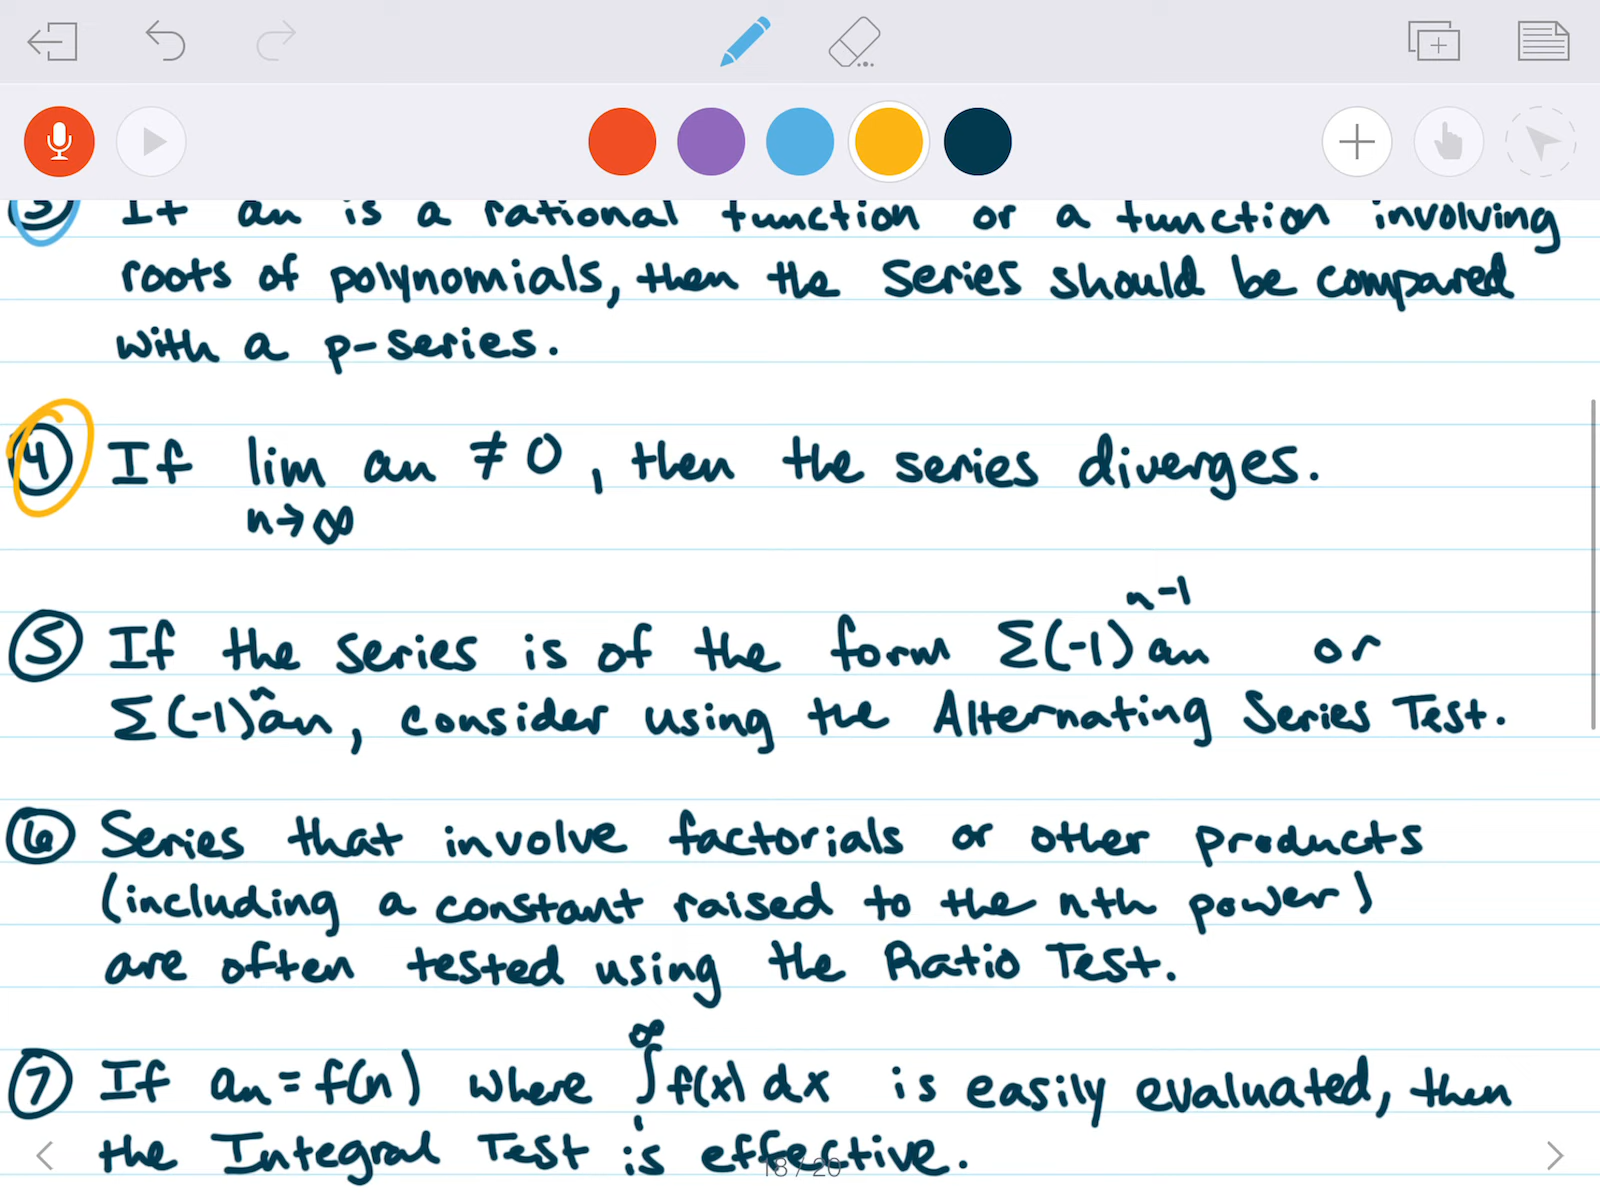 ③ If an is a rational function or a function involving
roots of polynomials, then the series should be compared
with a p-series.
④ If lim an ≠ 0, then the series diverges.
n→∞
⑤ If the series is of the form Σ(-1)ⁿ⁻¹an or
Σ(-1)ⁿan, consider using the Alternating Series Test.
⑥ Series that involve factorials or other products
(including a constant raised to the nth power)
are often tested using the Ratio Test.
⑦ If an = f(n) where ∫₁^∞ f(x) dx is easily evaluated, then
the Integral Test is effective.
18 / 20